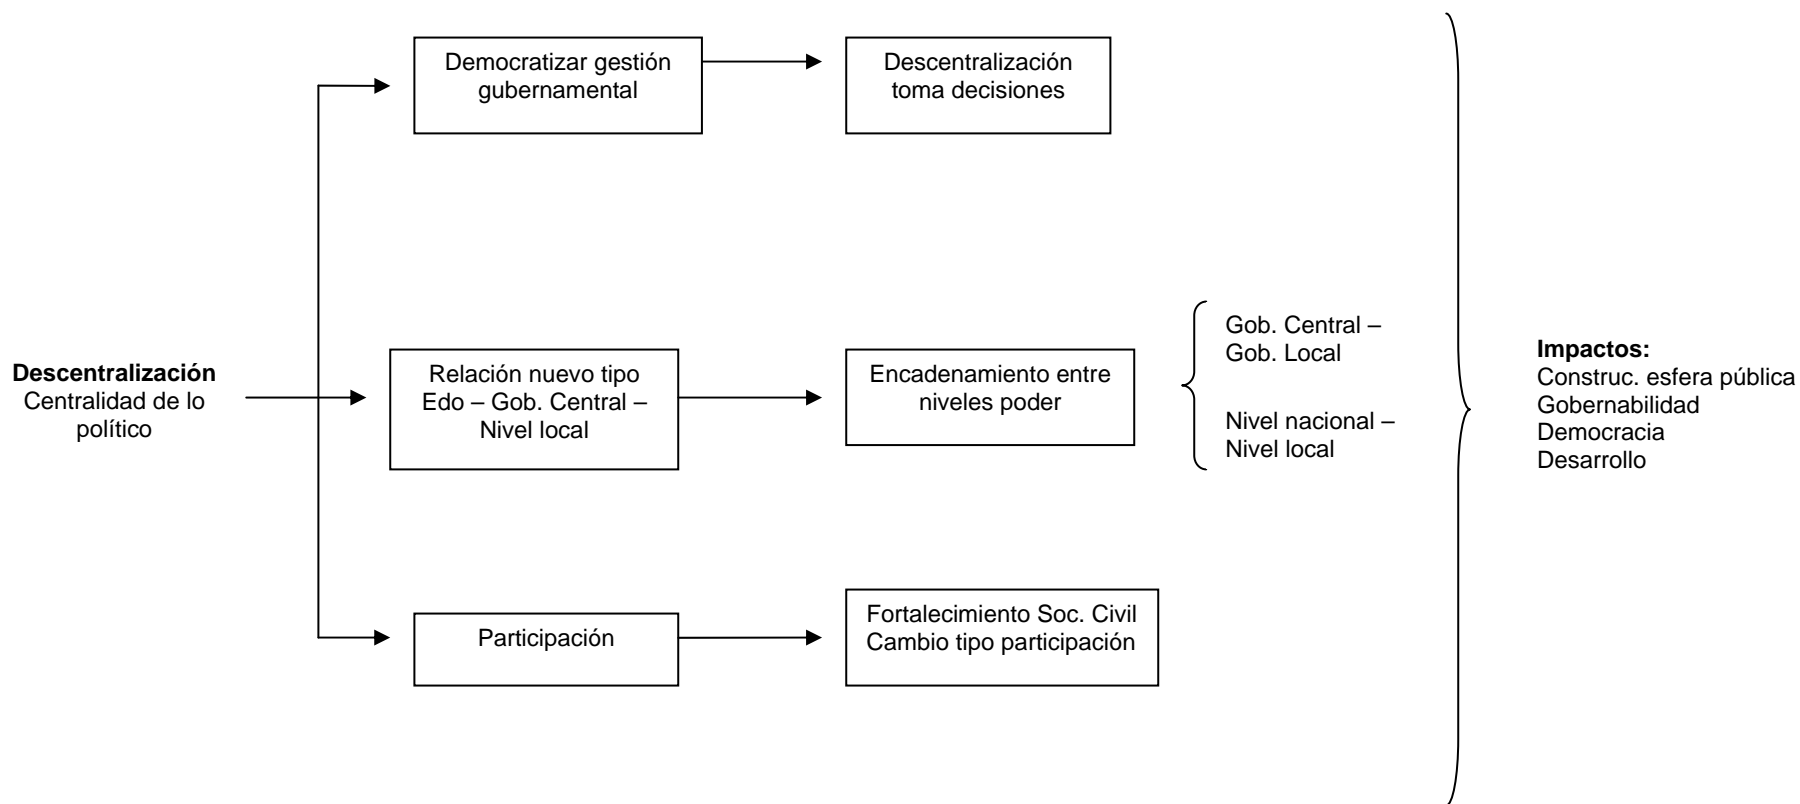 Democratizar gestión
gubernamental
Descentralización
toma decisiones
Descentralización
Centralidad de lo
político
Relación nuevo tipo
Edo – Gob. Central –
Nivel local
Encadenamiento entre
niveles poder
Gob. Central –
Gob. Local
Nivel nacional –
Nivel local
Impactos:
Construc. esfera pública
Gobernabilidad
Democracia
Desarrollo
Participación
Fortalecimiento Soc. Civil
Cambio tipo participación